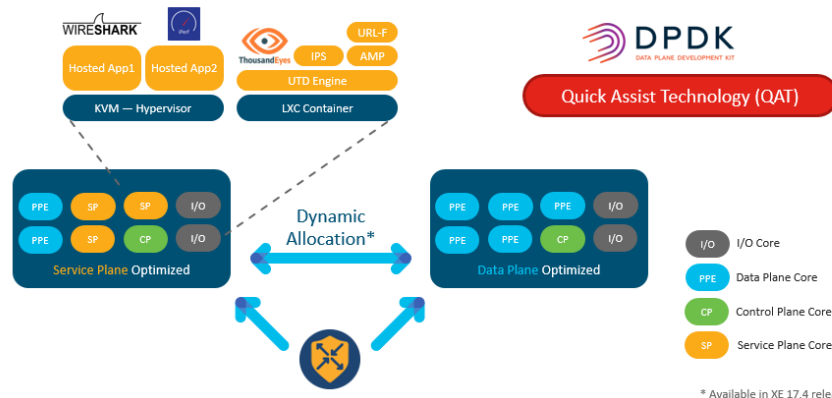 WIRESHARK
iPerf
ThousandEyes
URL-F
IPS
AMP
Hosted App1
Hosted App2
UTD Engine
KVM — Hypervisor
LXC Container
DPDK
DATA PLANE DEVELOPMENT KIT
Quick Assist Technology (QAT)
PPE SP SP I/O
PPE SP CP I/O
Service Plane Optimized
Dynamic
Allocation*
PPE PPE PPE I/O
PPE PPE CP I/O
Data Plane Optimized
I/O I/O Core
PPE Data Plane Core
CP Control Plane Core
SP Service Plane Core
* Available in XE 17.4 rele